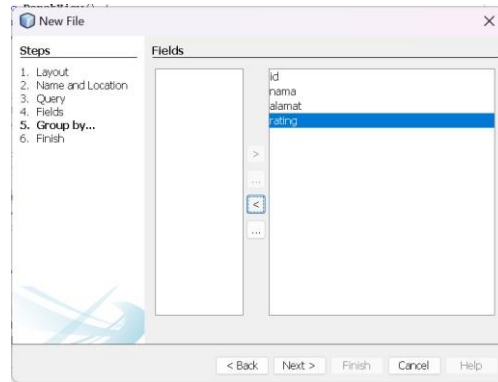 New File
Steps
1. Layout
2. Name and Location
3. Query
4. Fields
5. Group by...
6. Finish
Fields
id
nama
alamat
rating
>
...
<
...
< Back
Next >
Finish
Cancel
Help